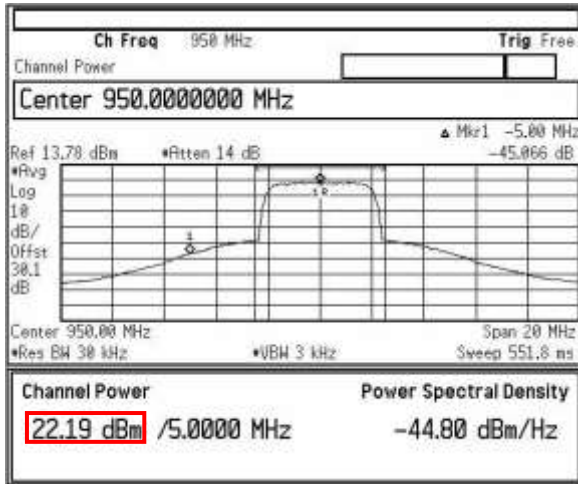 Ch Freq 950 MHz Trig Free
Channel Power
Center 950.0000000 MHz
Δ Mkr1 -5.00 MHz
Ref 13.78 dBm *Atten 14 dB -45.066 dB
*Avg
Log
10
dB/
Offst
30.1
dB
1
1R
Center 950.00 MHz Span 20 MHz
*Res BW 30 kHz *VBW 3 kHz Sweep 551.8 ms
Channel Power Power Spectral Density
22.19 dBm /5.0000 MHz -44.80 dBm/Hz